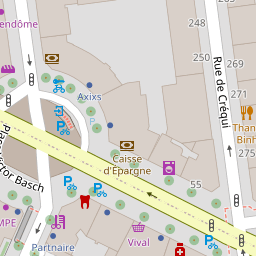 endôme
248
250
269
271
275
Rue de Créqui
Axixs
Than
Binh
Caisse
d'Epargne
Place Victor Basch
55
MPE
Partnaire
Vival